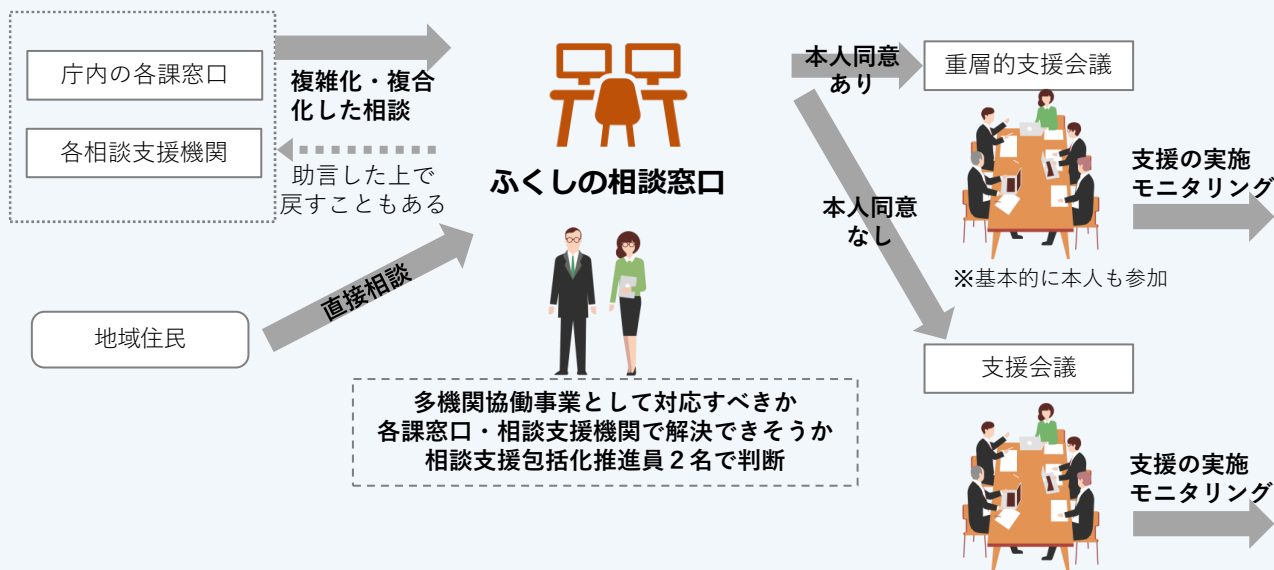 庁内の各課窓口
各相談支援機関
複雑化・複合
化した相談
助言した上で
戻すこともある
地域住民
直接相談
ふくしの相談窓口
多機関協働事業として対応すべきか
各課窓口・相談支援機関で解決できそうか
相談支援包括化推進員２名で判断
本人同意
あり
本人同意
なし
重層的支援会議
※基本的に本人も参加
支援の実施
モニタリング
支援会議
支援の実施
モニタリング